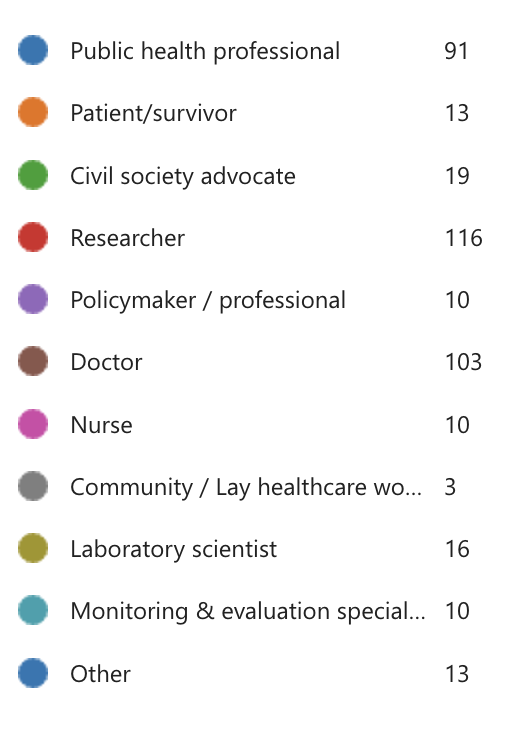 Public health professional 91
Patient/survivor 13
Civil society advocate 19
Researcher 116
Policymaker / professional 10
Doctor 103
Nurse 10
Community / Lay healthcare wo... 3
Laboratory scientist 16
Monitoring & evaluation special... 10
Other 13